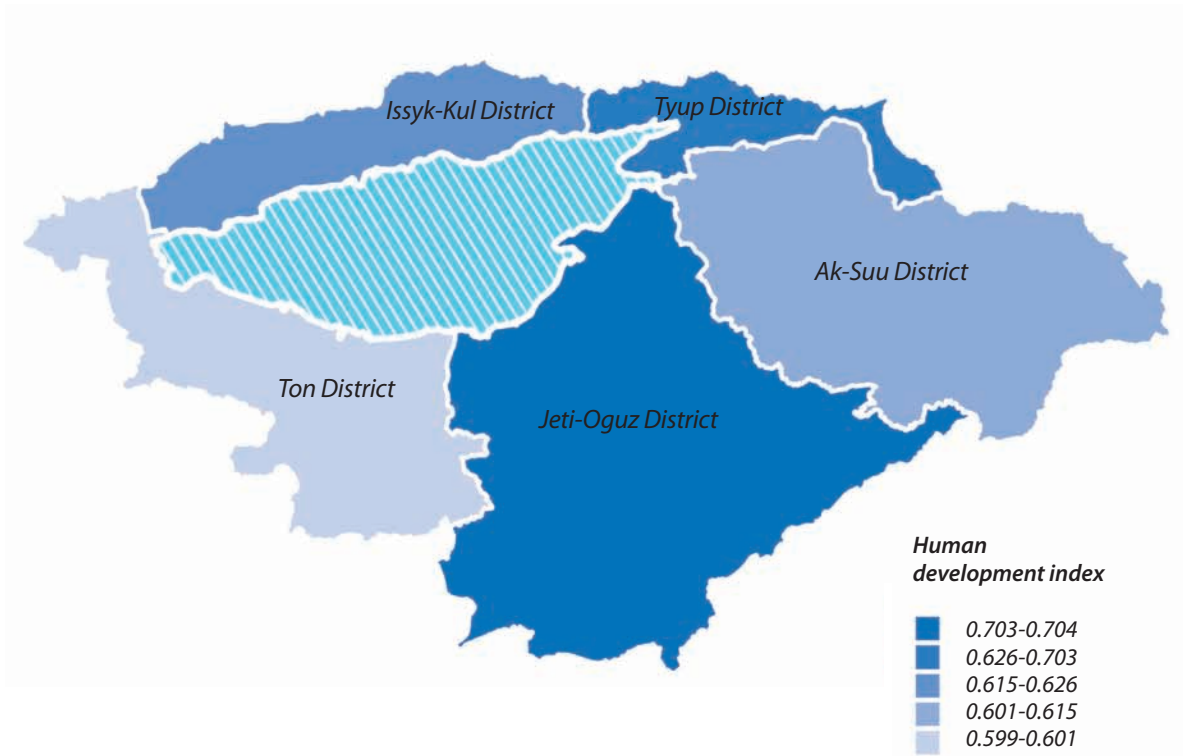 Issyk-Kul District
Tyup District
Ak-Suu District
Ton District
Jeti-Oguz District
Human
development index
0.703-0.704
0.626-0.703
0.615-0.626
0.601-0.615
0.599-0.601